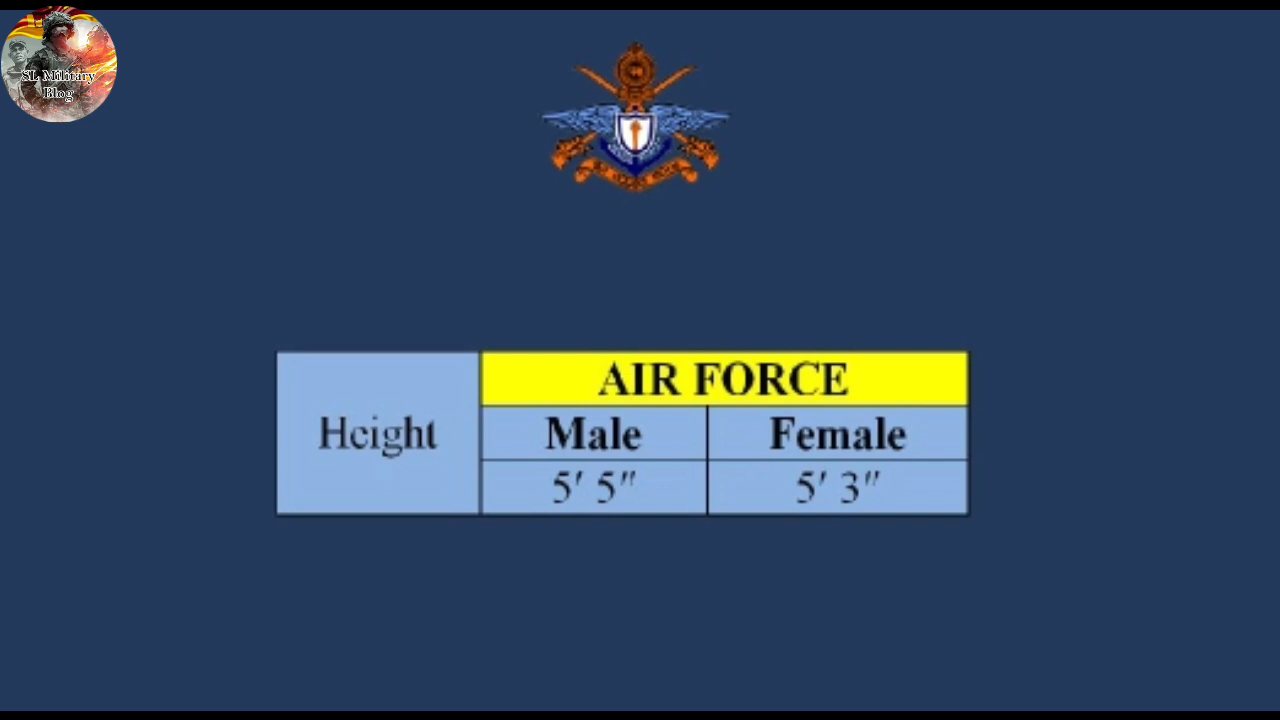 SL Military
Blog
AIR FORCE
Height
Male
Female
5′ 5″
5′ 3″